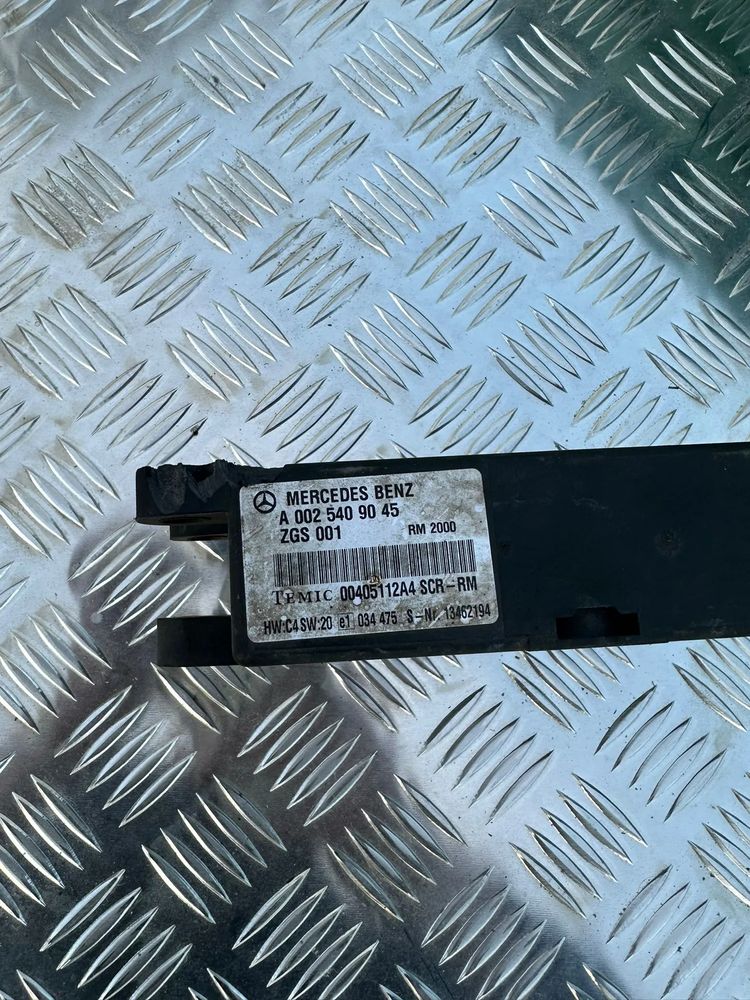 MERCEDES BENZ
A 002 540 90 45
ZGS 001 RM 2000
TEMIC 00405112A4 SCR-RM
HW:C4 SW:20 e1 034 475 S-Nr. 13462194